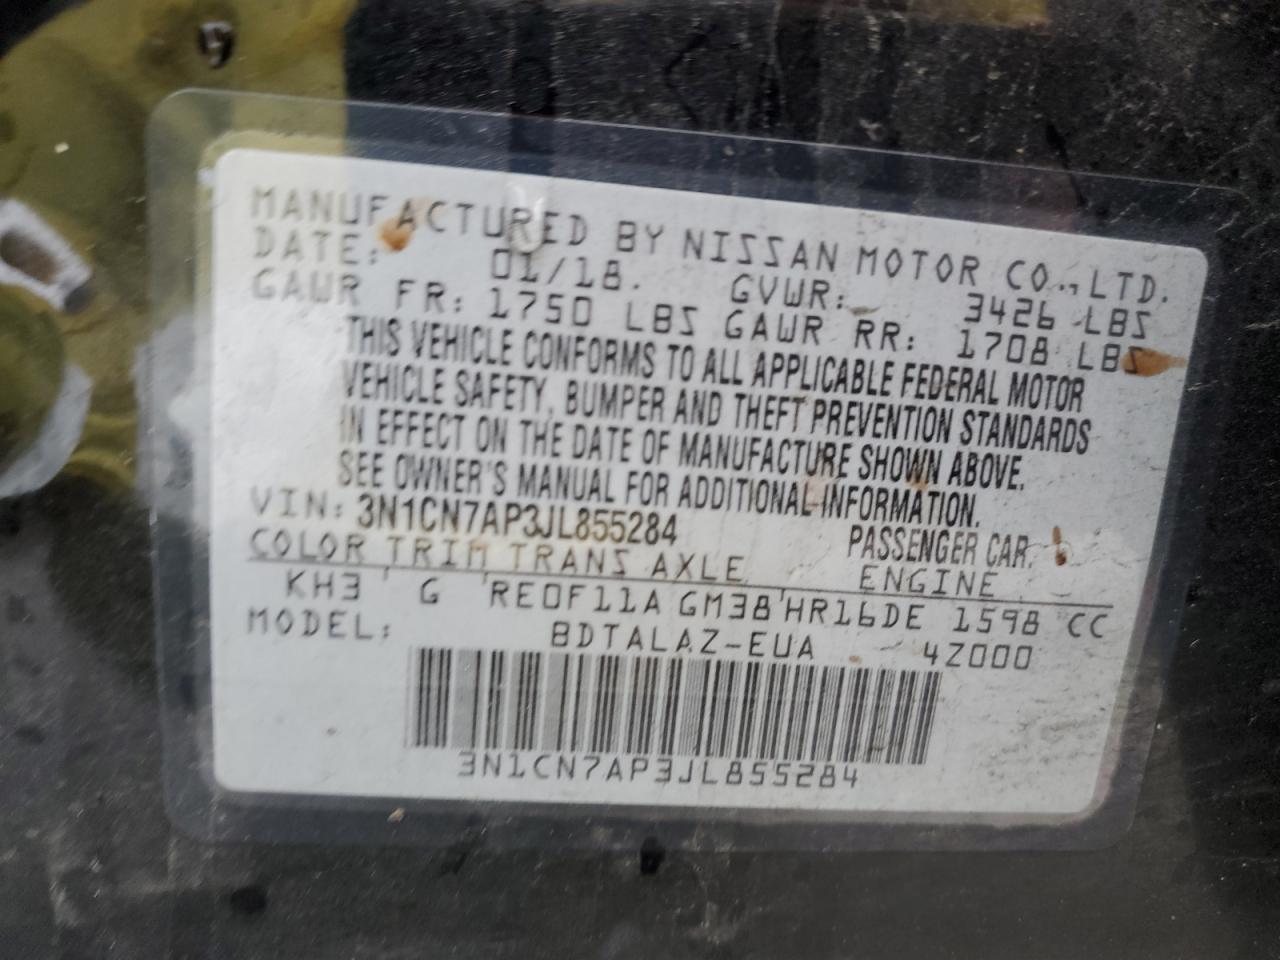 MANUFACTURED BY NISSAN MOTOR CO.,LTD.
DATE: 01/18. GVWR: 3426 LBS
GAWR FR: 1750 LBS GAWR RR: 1708 LBS
THIS VEHICLE CONFORMS TO ALL APPLICABLE FEDERAL MOTOR
VEHICLE SAFETY, BUMPER AND THEFT PREVENTION STANDARDS
IN EFFECT ON THE DATE OF MANUFACTURE SHOWN ABOVE.
SEE OWNER'S MANUAL FOR ADDITIONAL INFORMATION.
VIN: 3N1CN7AP3JL855284 PASSENGER CAR.
COLOR TRIM TRANS AXLE ENGINE
KH3 G RE0F11A GM38 HR16DE 1598 CC
MODEL: BDTALAZ-EUA 4Z000
3N1CN7AP3JL855284